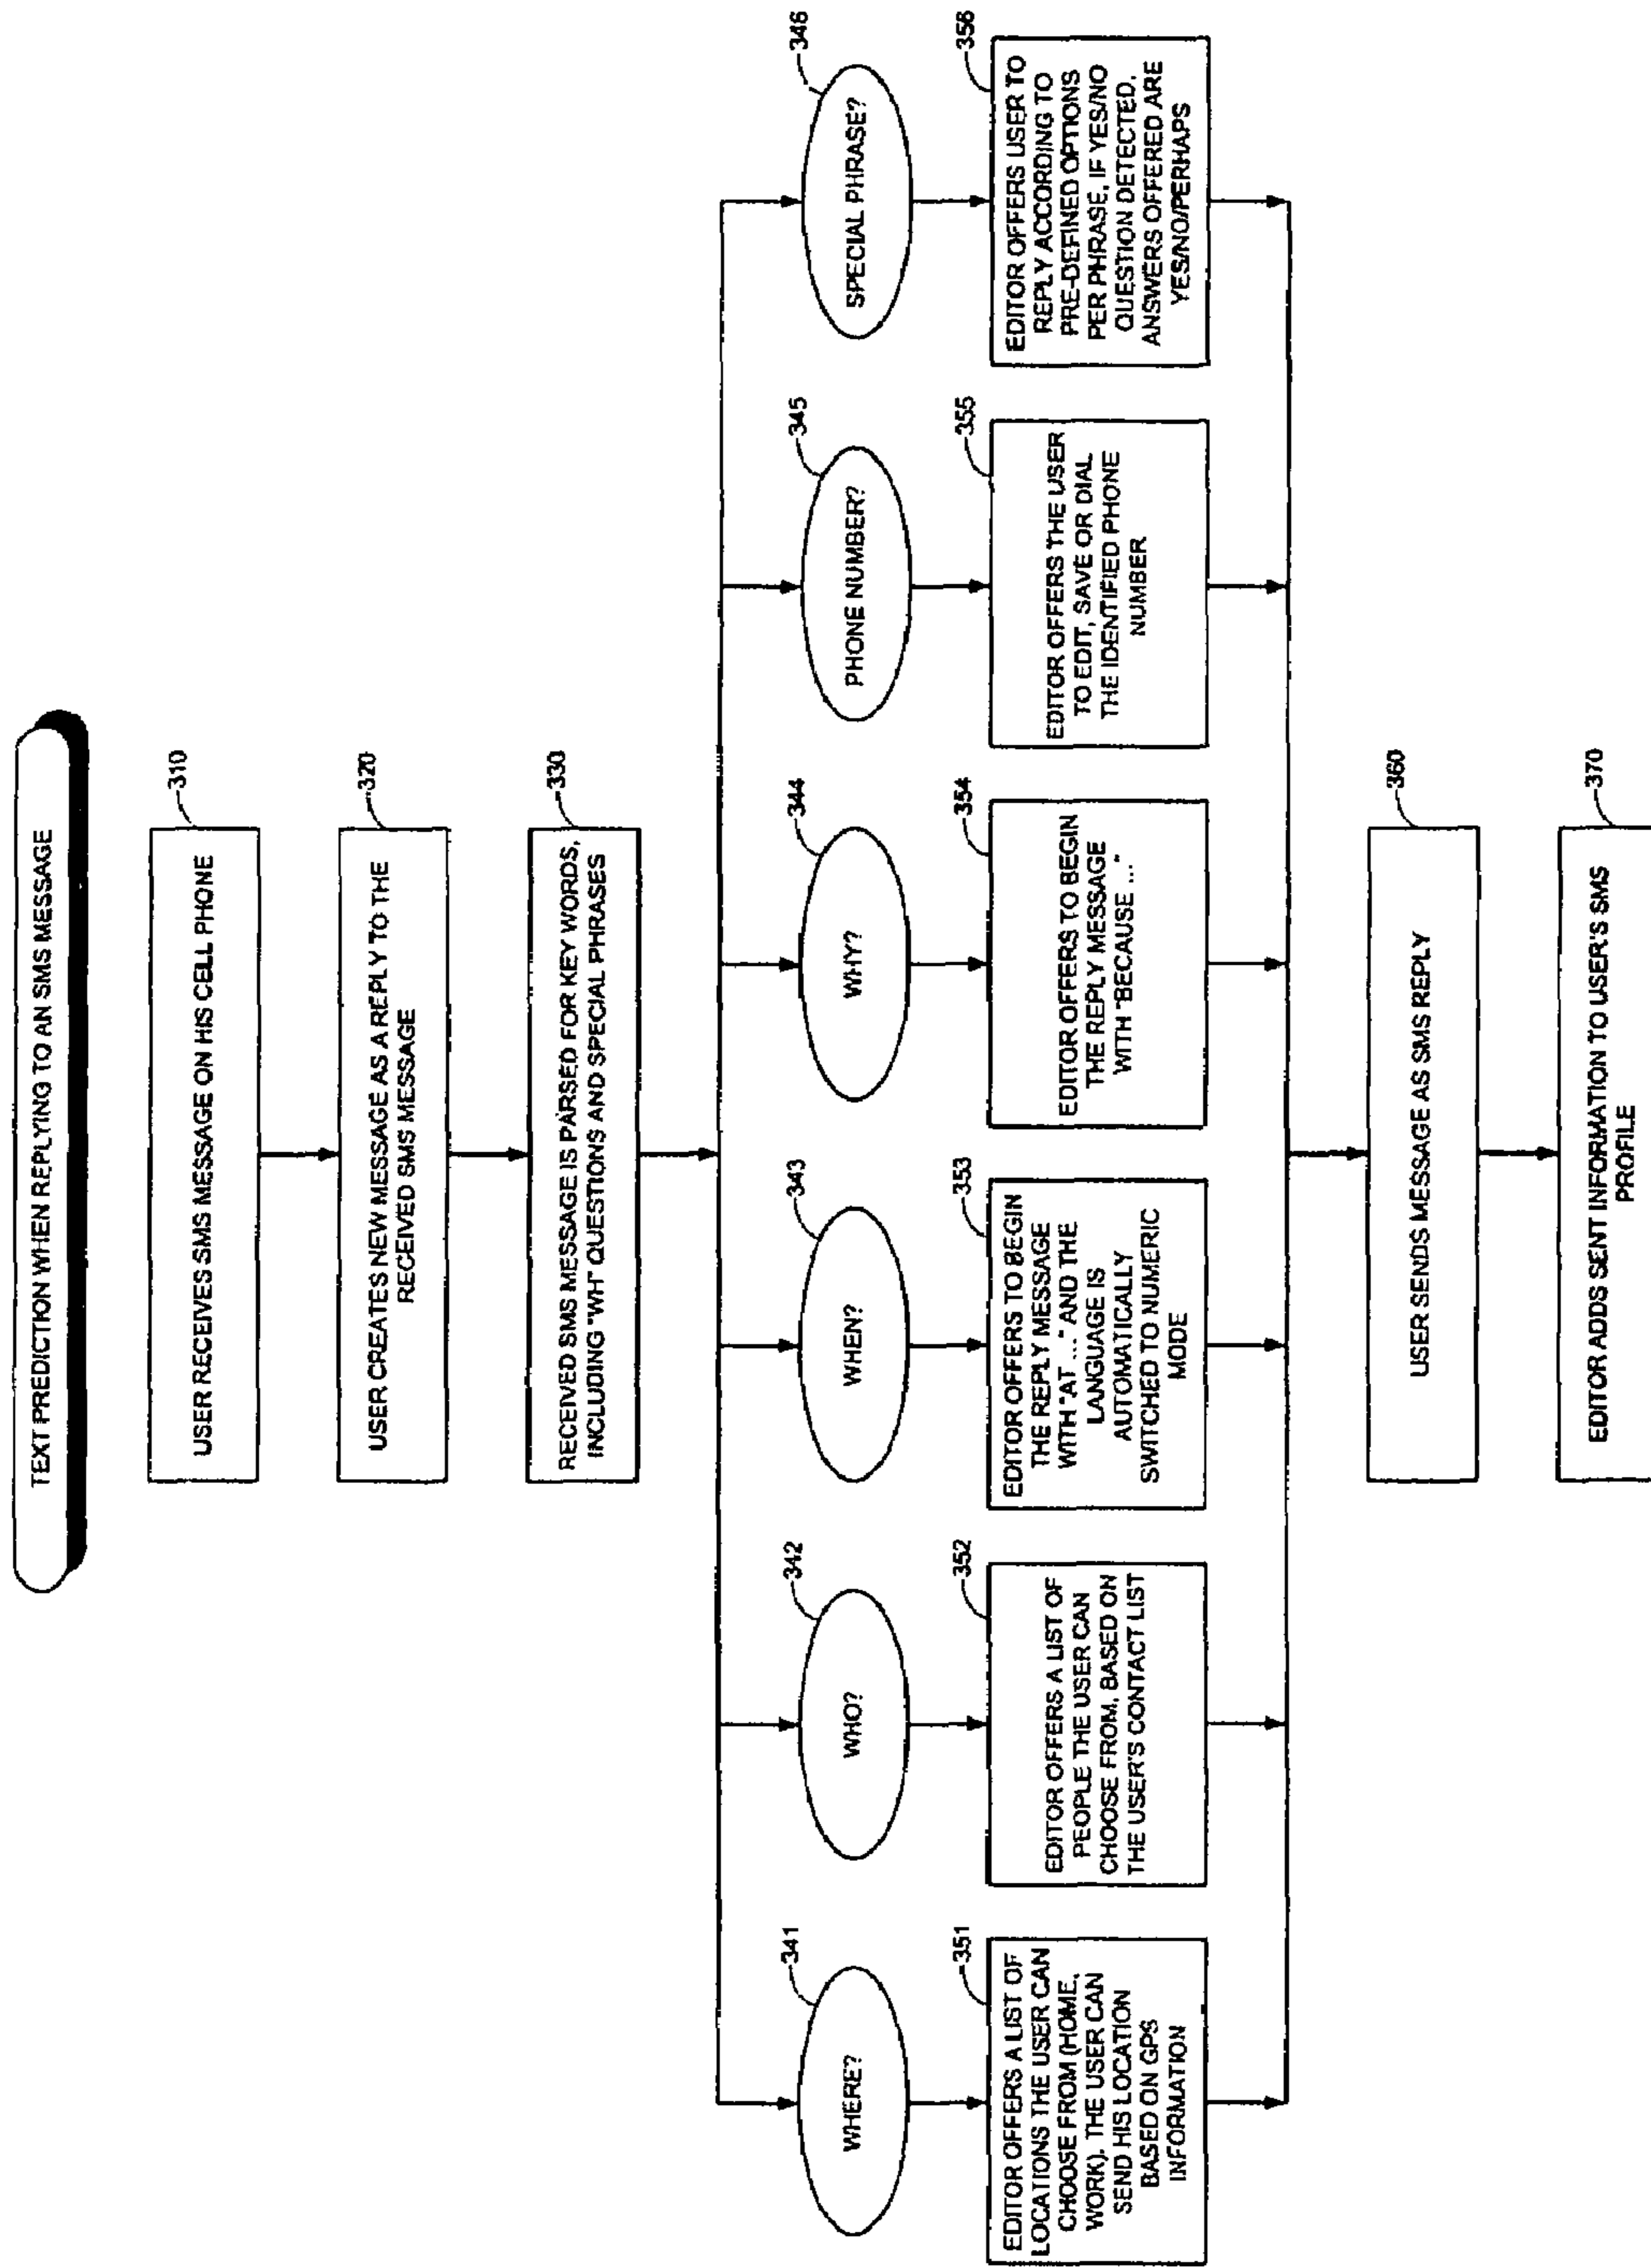 TEXT PREDICTION WHEN REPLYING TO AN SMS MESSAGE
310
USER RECEIVES SMS MESSAGE ON HIS CELL PHONE
320
USER CREATES NEW MESSAGE AS A REPLY TO THE
RECEIVED SMS MESSAGE
330
RECEIVED SMS MESSAGE IS PARSED FOR KEY WORDS,
INCLUDING "WH" QUESTIONS AND SPECIAL PHRASES
341
WHERE?
342
WHO?
343
WHEN?
344
WHY?
345
PHONE NUMBER?
346
SPECIAL PHRASE?
351
EDITOR OFFERS A LIST OF
LOCATIONS THE USER CAN
CHOOSE FROM (HOME,
WORK). THE USER CAN
SEND HIS LOCATION
BASED ON GPS
INFORMATION
352
EDITOR OFFERS A LIST OF
PEOPLE THE USER CAN
CHOOSE FROM, BASED ON
THE USER'S CONTACT LIST
353
EDITOR OFFERS TO BEGIN
THE REPLY MESSAGE
WITH "AT ..." AND THE
LANGUAGE IS
AUTOMATICALLY
SWITCHED TO NUMERIC
MODE
354
EDITOR OFFERS TO BEGIN
THE REPLY MESSAGE
WITH "BECAUSE ..."
355
EDITOR OFFERS THE USER
TO EDIT, SAVE OR DIAL
THE IDENTIFIED PHONE
NUMBER
356
EDITOR OFFERS USER TO
REPLY ACCORDING TO
PRE-DEFINED OPTIONS
PER PHRASE, IF YES/NO
QUESTION DETECTED,
ANSWERS OFFERED ARE
YES/NO/PERHAPS
360
USER SENDS MESSAGE AS SMS REPLY
370
EDITOR ADDS SENT INFORMATION TO USER'S SMS
PROFILE